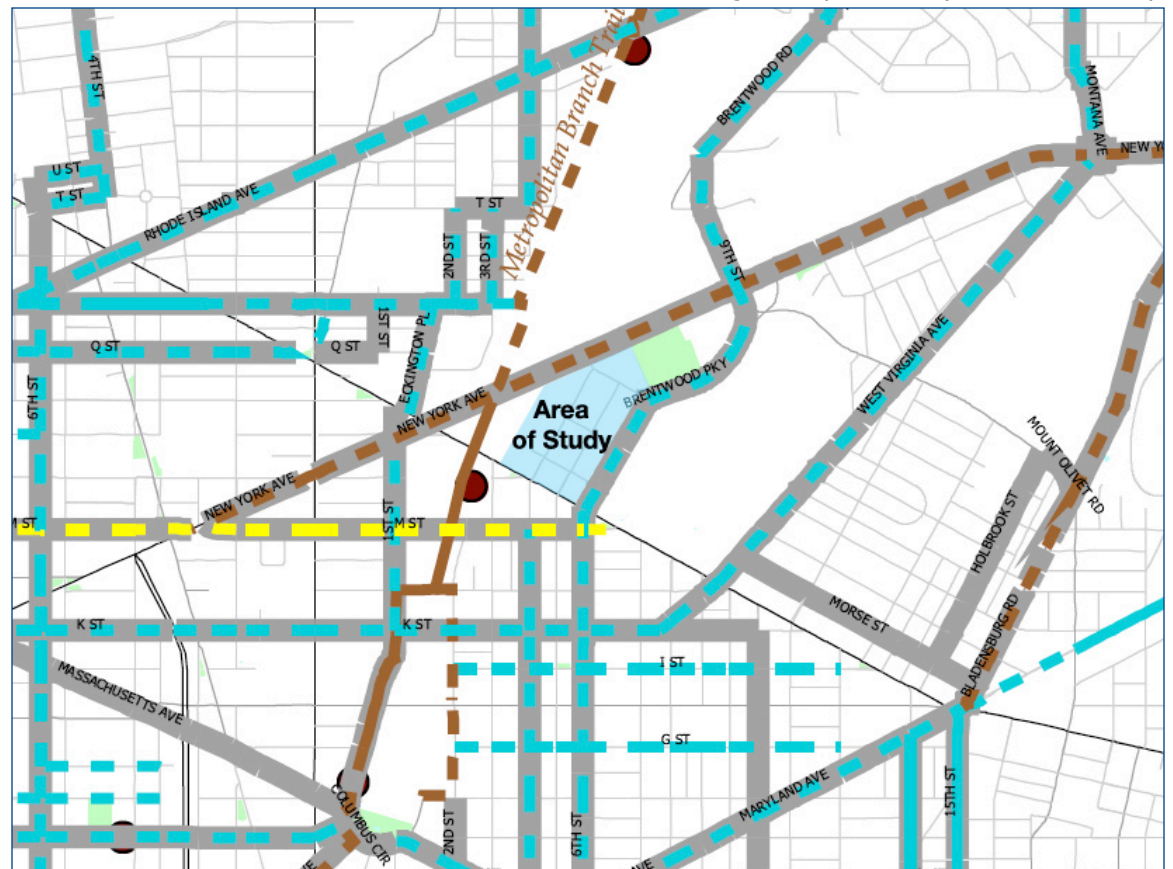 4TH ST
U ST
T ST
RHODE ISLAND AVE
Metropolitan Branch Trail
BRENTWOOD RD
MONTANA AVE
T ST
2ND ST
3RD ST
9TH ST
1ST ST
Q ST
Q ST
ECKINGTON PL
6TH ST
NEW YORK AVE
Area
of Study
BRENTWOOD PKY
WEST VIRGINIA AVE
NEW YORK AVE
M ST
1ST ST
M ST
MOUNT OLIVET RD
HOLBROOK ST
K ST
K ST
MORSE ST
BLADENSBURG RD
I ST
MASSACHUSETTS AVE
G ST
MARYLAND AVE
15TH ST
COLUMBUS CIR
2ND ST
6TH ST
AVE